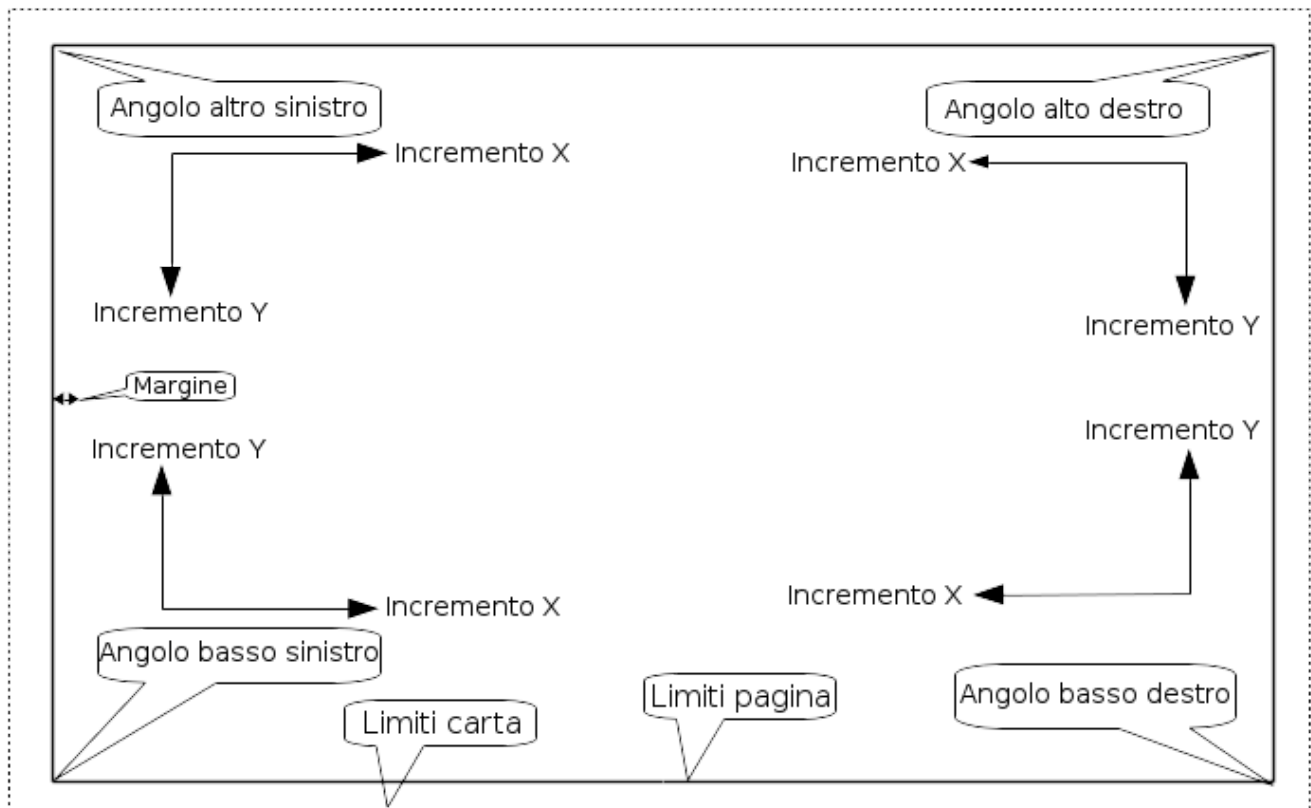 Angolo altro sinistro
Angolo alto destro
Incremento X
Incremento X
Incremento Y
Incremento Y
Margine
Incremento Y
Incremento Y
Incremento X
Incremento X
Angolo basso sinistro
Limiti carta
Limiti pagina
Angolo basso destro